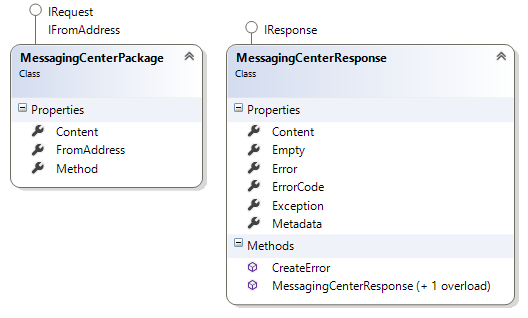 IRequest
IFromAddress
MessagingCenterPackage
Class
Properties
Content
FromAddress
Method
IResponse
MessagingCenterResponse
Class
Properties
Content
Empty
Error
ErrorCode
Exception
Metadata
Methods
CreateError
MessagingCenterResponse (+ 1 overload)